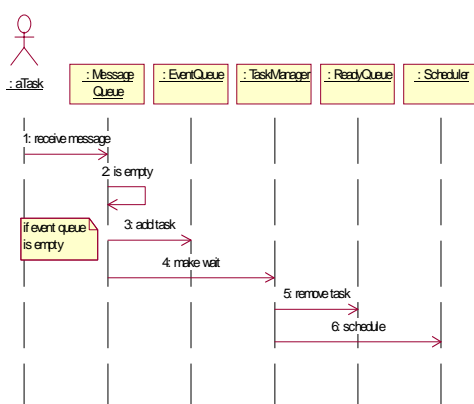 : aTask
: Message
Queue
: EventQueue
: TaskManager
: ReadyQueue
: Scheduler
1: receive message
2: is empty
if event queue
is empty
3: add task
4: make wait
5: remove task
6: schedule